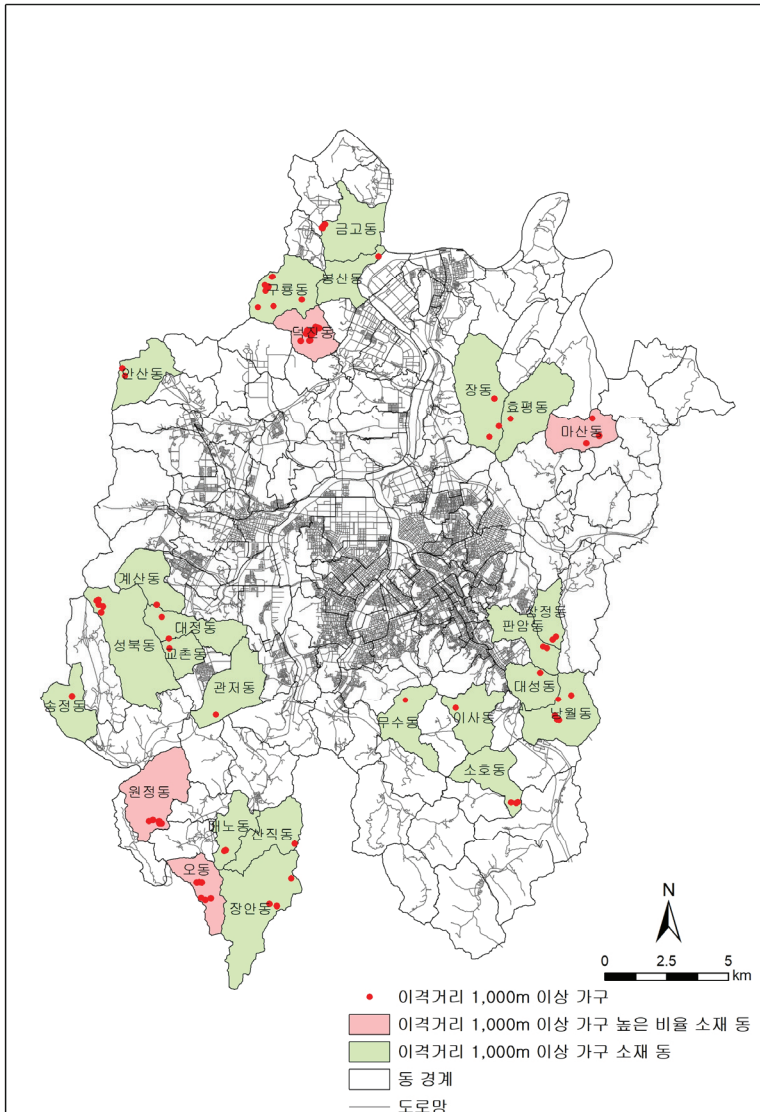 금고동
봉산동
구룡동
덕진동
안산동
장동
효평동
마산동
계산동
대정동
성북동
교촌동
관저동
송정동
삼정동
판암동
대성동
낭월동
무수동
이사동
소호동
원정동
매노동
산직동
오동
장안동
N
0 2.5 5
km
이격거리 1,000m 이상 가구
이격거리 1,000m 이상 가구 높은 비율 소재 동
이격거리 1,000m 이상 가구 소재 동
동 경계
도로망